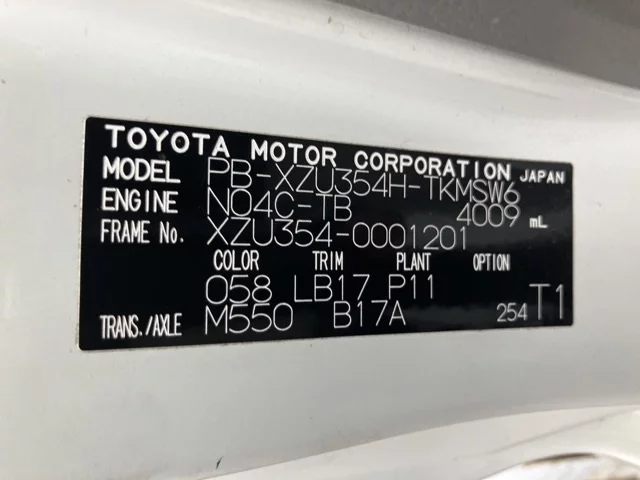 TOYOTA MOTOR CORPORATION JAPAN
MODEL PB-XZU354H-TKMSW6
ENGINE N04C-TB 4009 mL
FRAME No. XZU354-0001201
COLOR TRIM PLANT OPTION
058 LB17 P11
TRANS./AXLE M550 B17A 254 T1